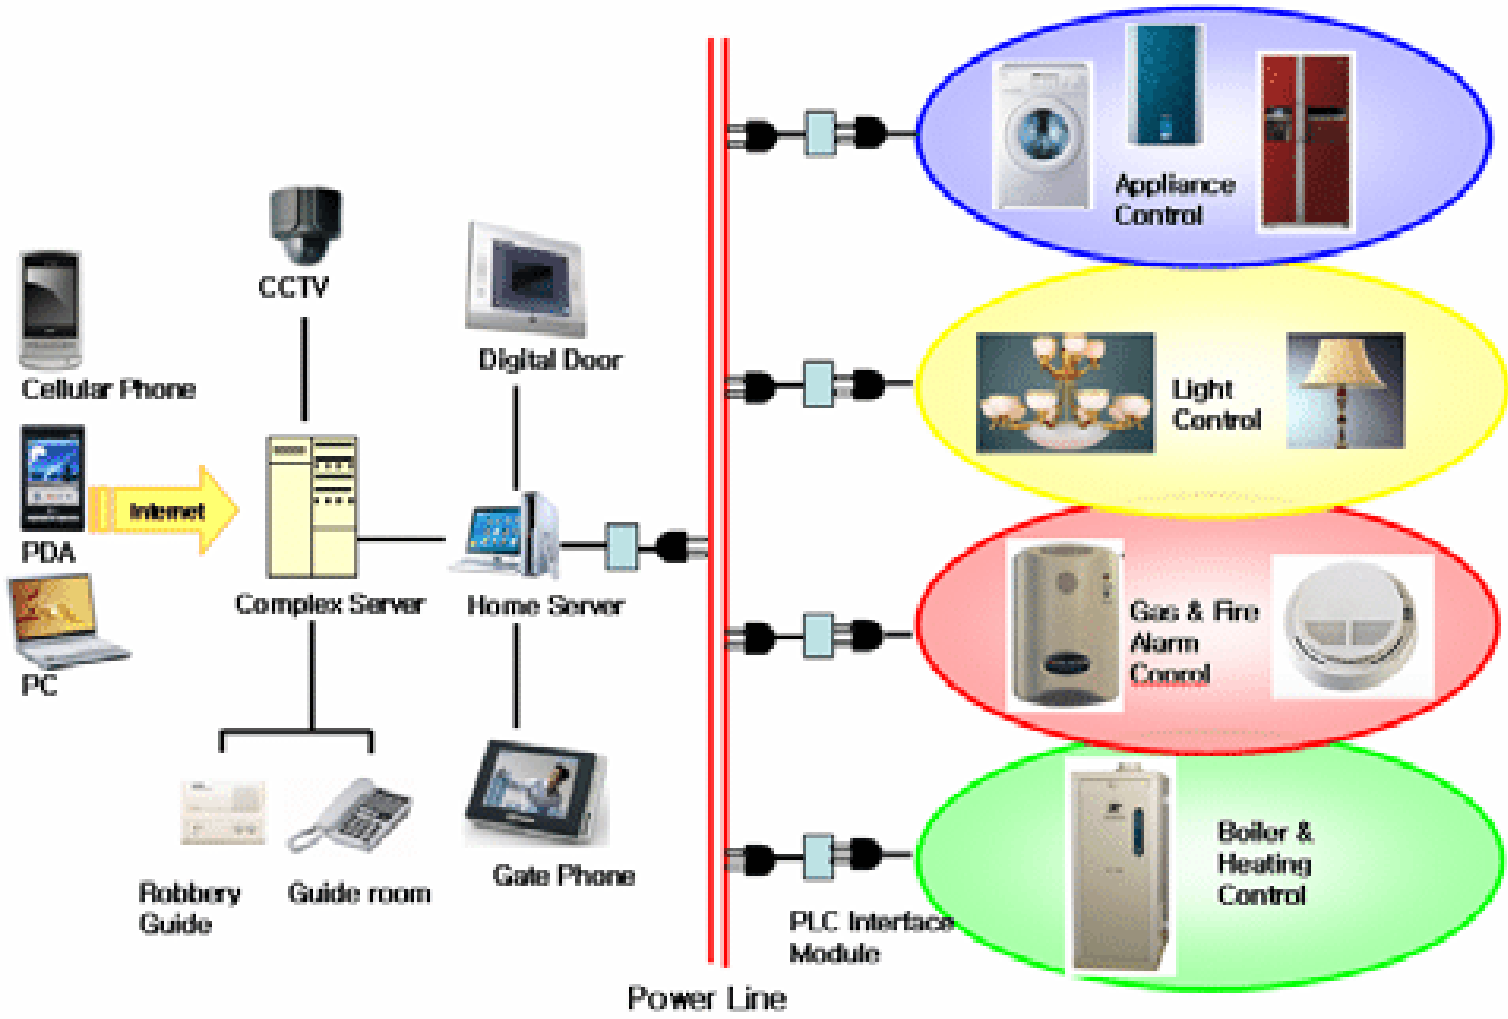 CCTV
Cellular Phone
Digital Door
PDA
Internet
PC
Complex Server
Home Server
Robbery
Guide
Guide room
Gate Phone
Power Line
PLC Interface
Module
Appliance
Control
Light
Control
Gas & Fire
Alarm
Conrol
Boiler &
Heating
Control